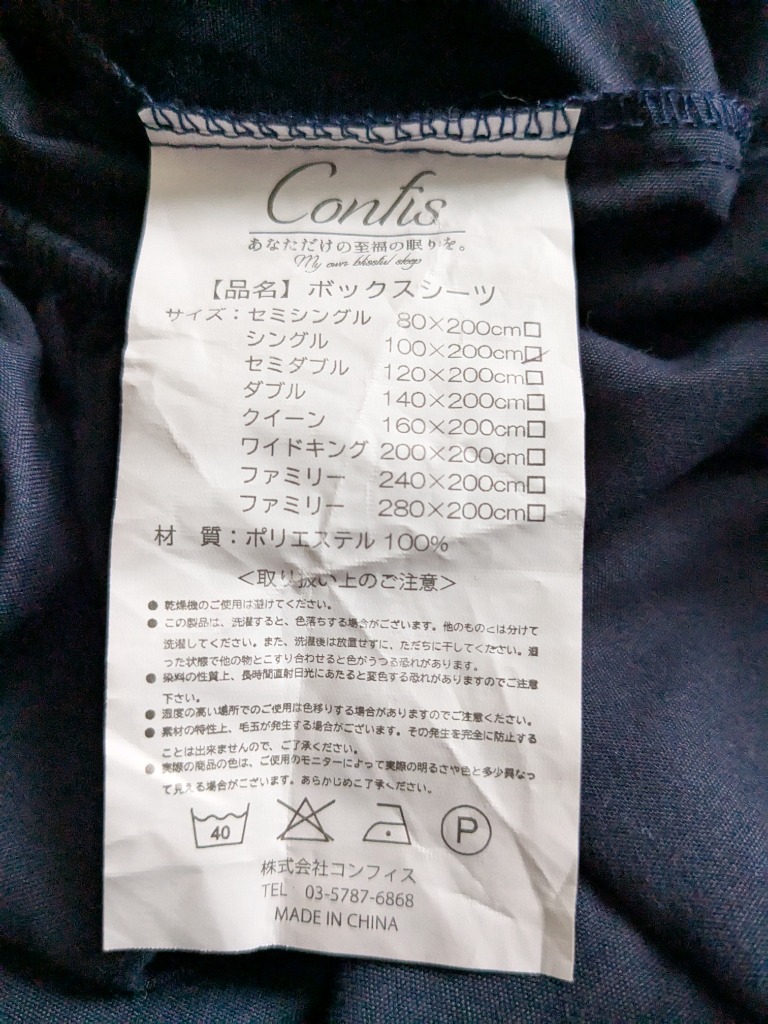 Confis
あなただけの至福の眠りを。
My own blissful sleep
【品名】ボックスシーツ
サイズ：セミシングル 80×200cm□
シングル 100×200cm☑
セミダブル 120×200cm□
ダブル 140×200cm□
クイーン 160×200cm□
ワイドキング 200×200cm□
ファミリー 240×200cm□
ファミリー 280×200cm□
材 質：ポリエステル 100%
＜取り扱い上のご注意＞
● 乾燥機のご使用は避けてください。
● この製品は、洗濯すると、色落ちする場合がございます。他のものとは分けて
洗濯してください。また、洗濯後は放置せずに、ただちに干してください。湿
った状態で他の物とこすり合わせると色がうつる恐れがあります。
● 染料の性質上、長時間直射日光にあたると変色する恐れがありますのでご注意
下さい。
● 湿度の高い場所でのご使用は色移りする場合がありますのでご注意ください。
● 素材の特性上、毛玉が発生する場合がございます。その発生を完全に防止する
ことは出来ませんので、ご了承ください。
● 実際の商品の色は、ご使用のモニターによって実際の明るさや色と多少異なっ
て見える場合がございます。あらかじめご了承ください。
40
P
株式会社コンフィス
TEL : 03-5787-6868
MADE IN CHINA